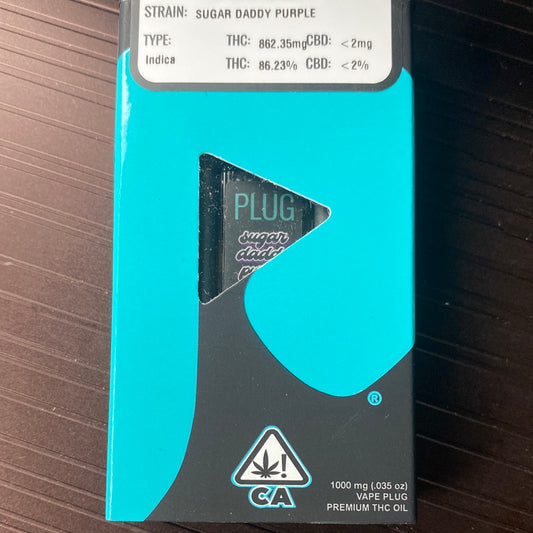 STRAIN: SUGAR DADDY PURPLE
TYPE: THC: 862.35mg CBD: <2mg
Indica THC: 86.23% CBD: <2%
PLUG
sugar
daddy
®
!
CA
1000 mg (.035 oz)
VAPE PLUG
PREMIUM THC OIL